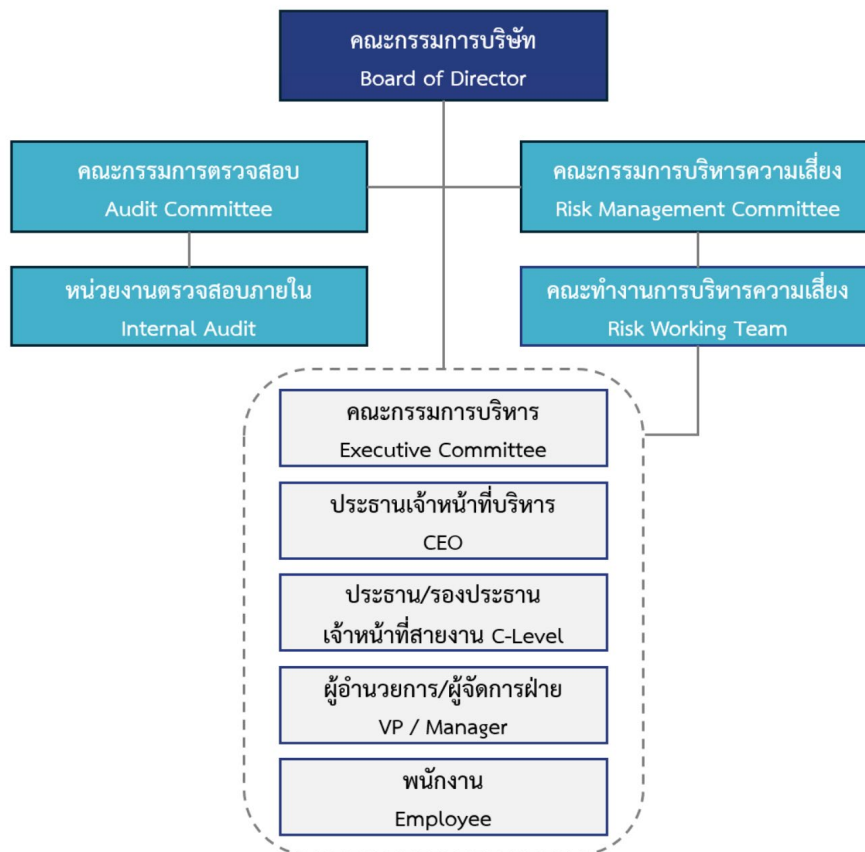 คณะกรรมการบริษัท
Board of Director
คณะกรรมการตรวจสอบ
Audit Committee
คณะกรรมการบริหารความเสี่ยง
Risk Management Committee
หน่วยงานตรวจสอบภายใน
Internal Audit
คณะทำงานการบริหารความเสี่ยง
Risk Working Team
คณะกรรมการบริหาร
Executive Committee
ประธานเจ้าหน้าที่บริหาร
CEO
ประธาน/รองประธาน
เจ้าหน้าที่สายงาน C-Level
ผู้อำนวยการ/ผู้จัดการฝ่าย
VP / Manager
พนักงาน
Employee